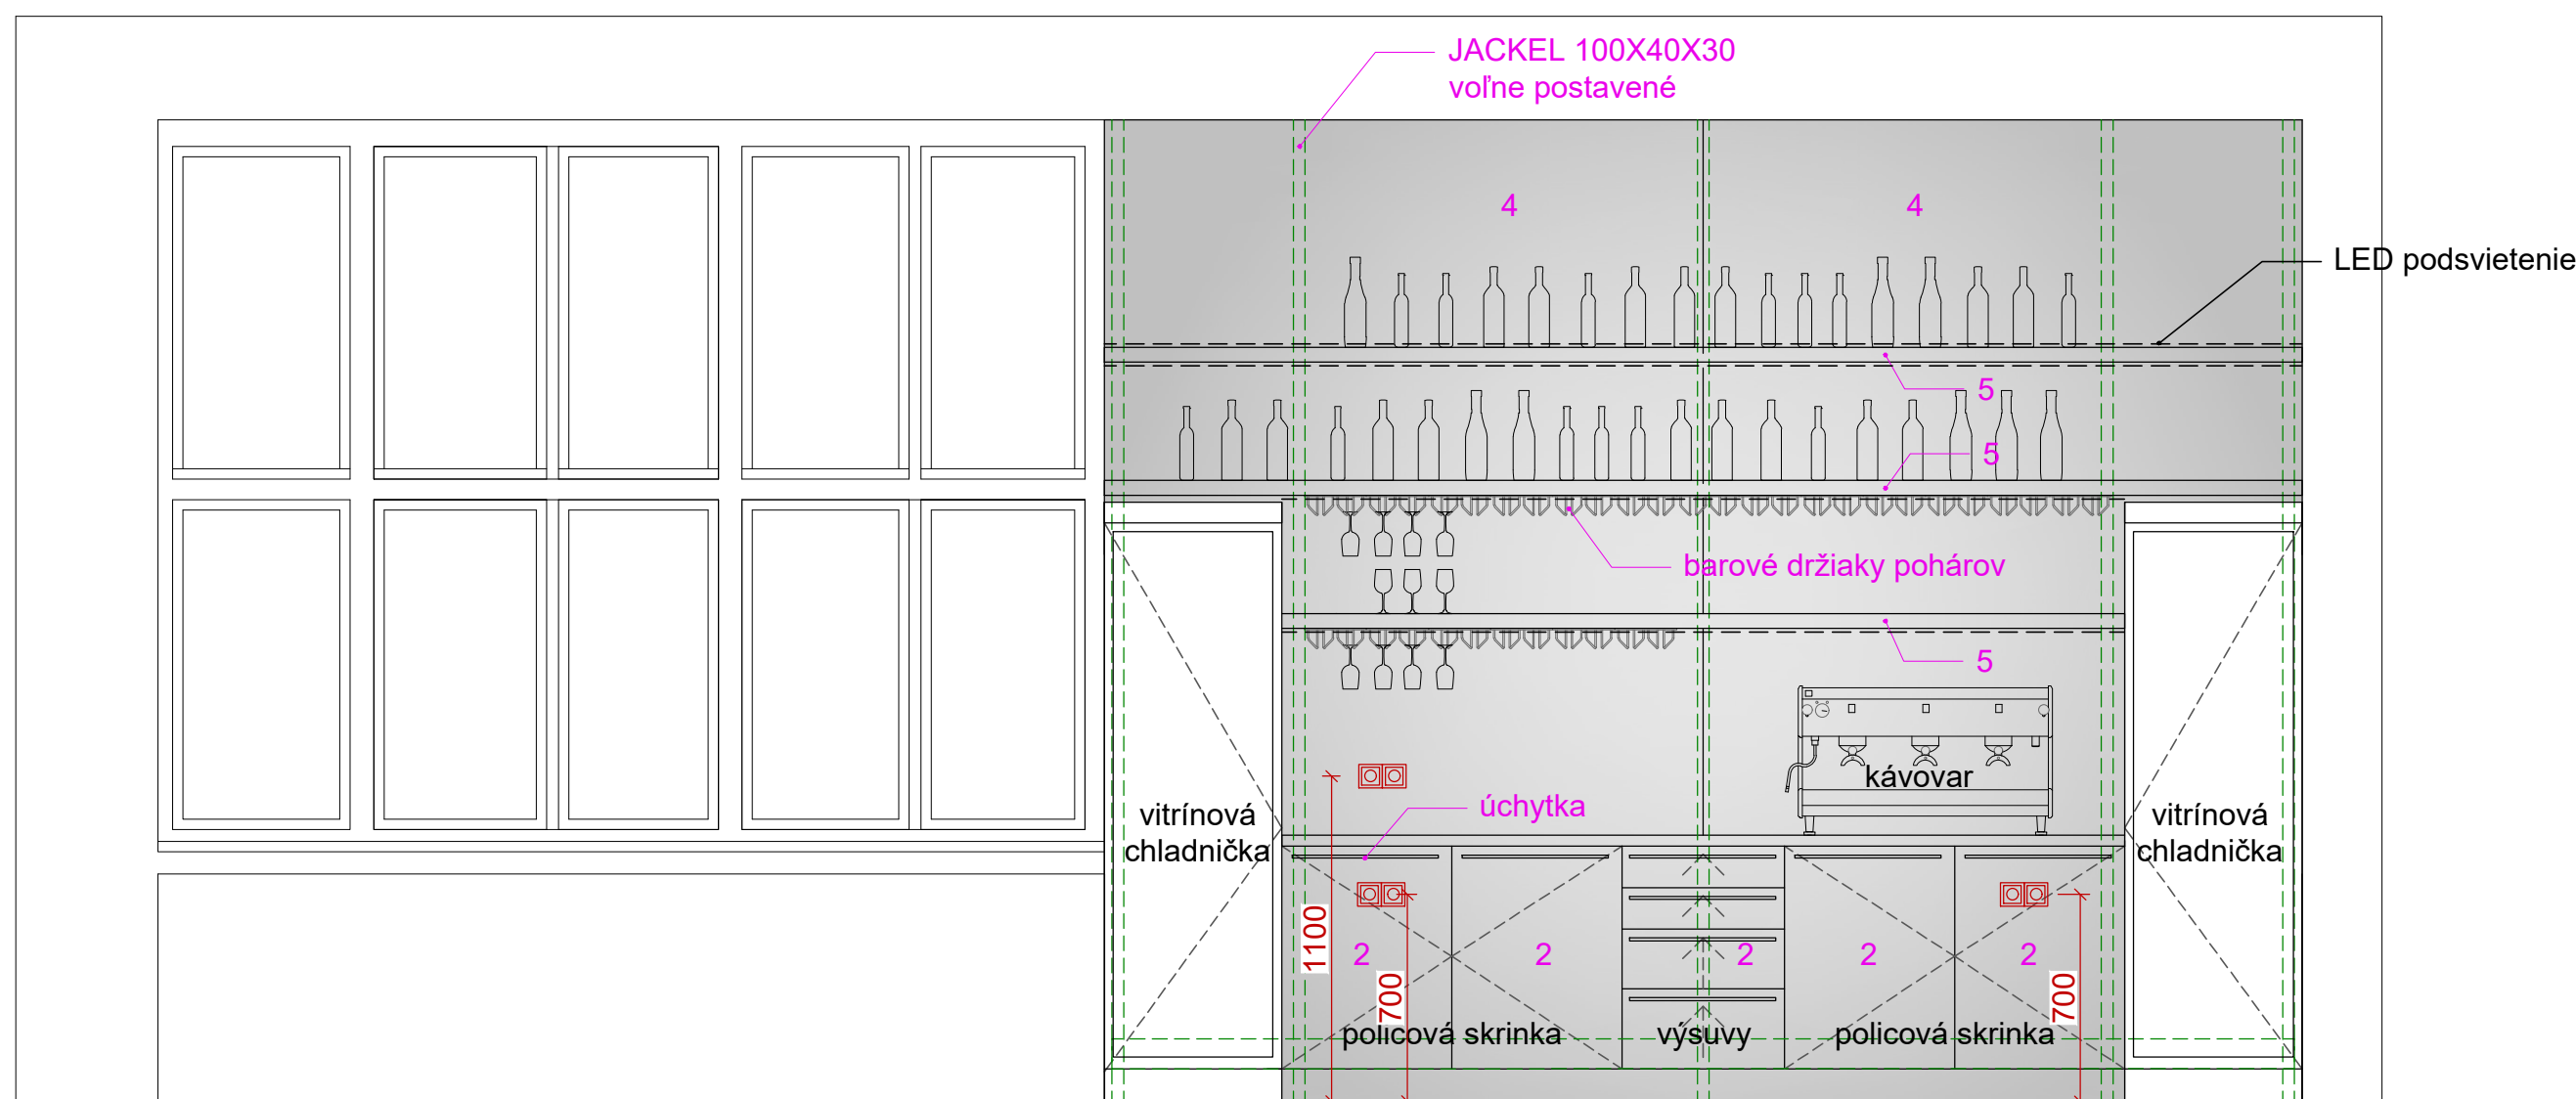 JACKEL 100X40X30
voľne postavené
4
4
LED podsvietenie
5
5
barové držiaky pohárov
5
kávovar
úchytka
vitrínová
chladnička
vitrínová
chladnička
1100
700
2
2
2
2
2
700
policová skrinka
výsuvy
policová skrinka